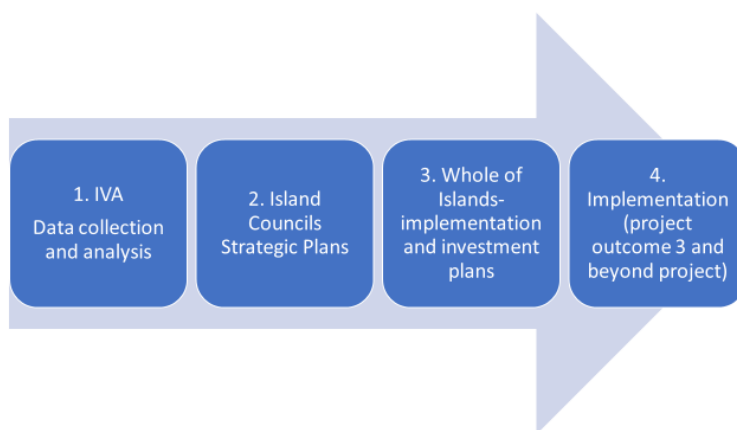 1. IVA
Data collection
and analysis
2. Island
Councils
Strategic Plans
3. Whole of
Islands-
implementation
and investment
plans
4.
Implementation
(project
outcome 3 and
beyond project)